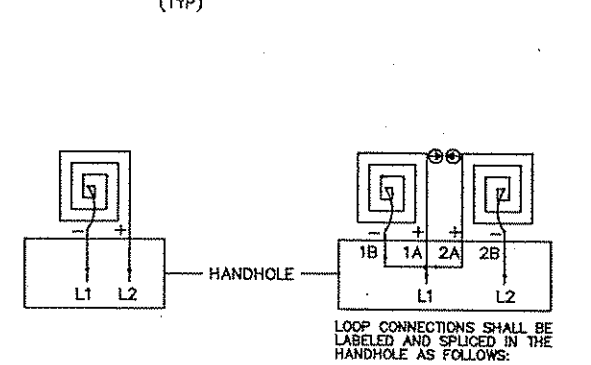 (TYP)
− +
− + + −
1B 1A 2A 2B
HANDHOLE
L1 L2
L1 L2
LOOP CONNECTIONS SHALL BE
LABELED AND SPLICED IN THE
HANDHOLE AS FOLLOWS: